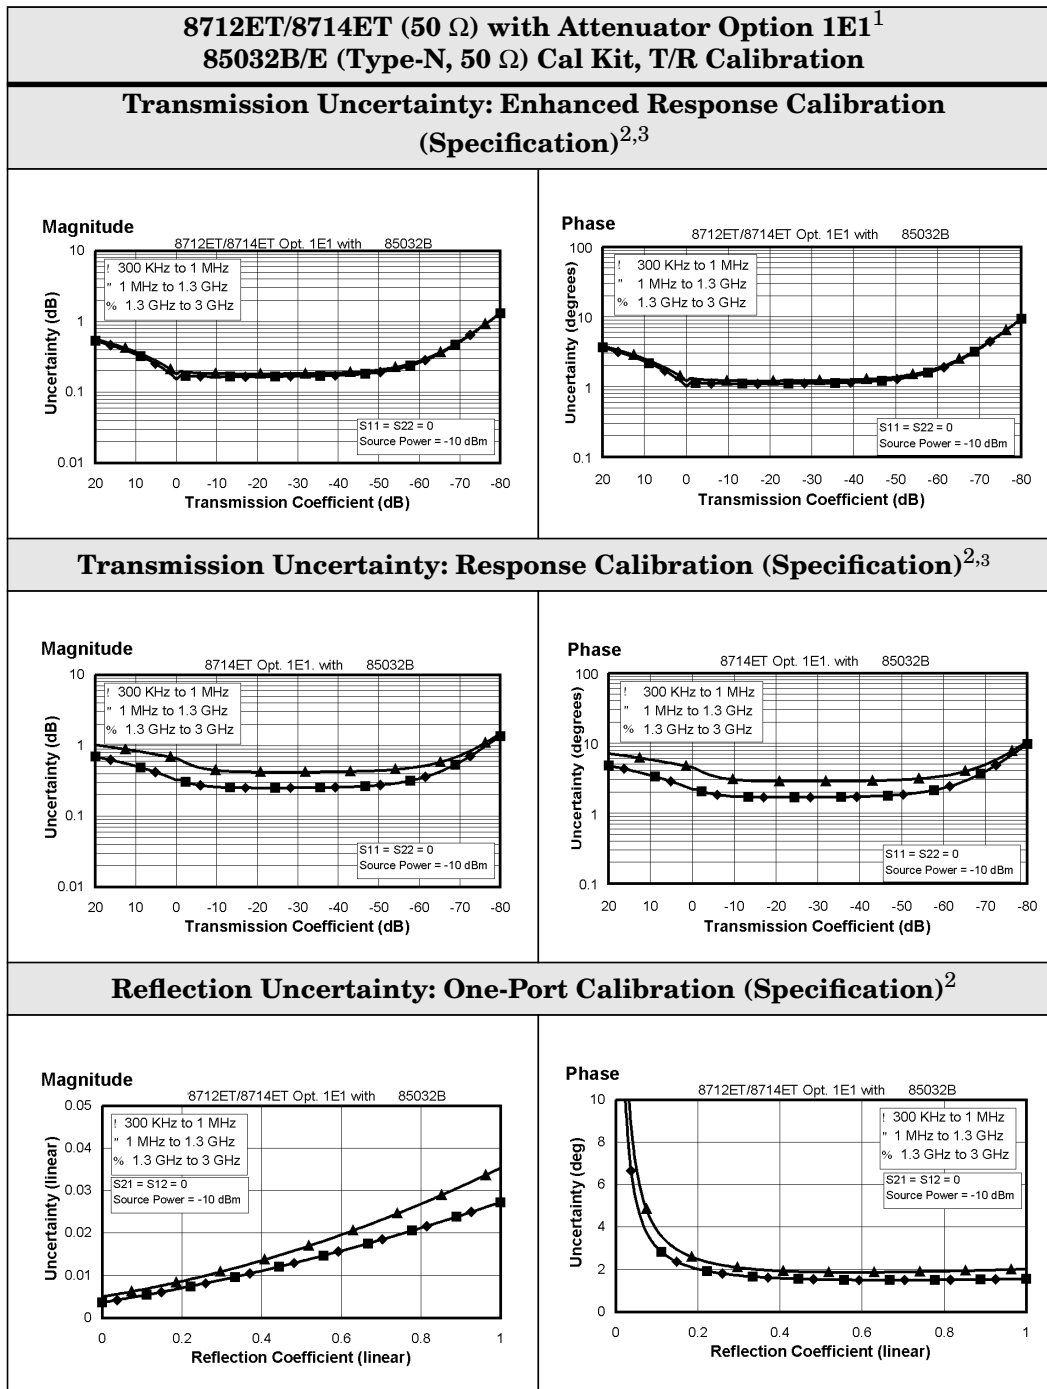 8712ET/8714ET (50 Ω) with Attenuator Option 1E1¹
85032B/E (Type-N, 50 Ω) Cal Kit, T/R Calibration
Transmission Uncertainty: Enhanced Response Calibration
(Specification)²,³
Magnitude
8712ET/8714ET Opt. 1E1 with 85032B
10
1
0.1
0.01
Uncertainty (dB)
! 300 KHz to 1 MHz
" 1 MHz to 1.3 GHz
% 1.3 GHz to 3 GHz
S11 = S22 = 0
Source Power = -10 dBm
20 10 0 -10 -20 -30 -40 -50 -60 -70 -80
Transmission Coefficient (dB)
Phase
8712ET/8714ET Opt. 1E1 with 85032B
100
10
1
0.1
Uncertainty (degrees)
! 300 KHz to 1 MHz
" 1 MHz to 1.3 GHz
% 1.3 GHz to 3 GHz
S11 = S22 = 0
Source Power = -10 dBm
20 10 0 -10 -20 -30 -40 -50 -60 -70 -80
Transmission Coefficient (dB)
Transmission Uncertainty: Response Calibration (Specification)²,³
Magnitude
8714ET Opt. 1E1. with 85032B
10
1
0.1
0.01
Uncertainty (dB)
! 300 KHz to 1 MHz
" 1 MHz to 1.3 GHz
% 1.3 GHz to 3 GHz
S11 = S22 = 0
Source Power = -10 dBm
20 10 0 -10 -20 -30 -40 -50 -60 -70 -80
Transmission Coefficient (dB)
Phase
8714ET Opt. 1E1. with 85032B
100
10
1
0.1
Uncertainty (degrees)
! 300 KHz to 1 MHz
" 1 MHz to 1.3 GHz
% 1.3 GHz to 3 GHz
S11 = S22 = 0
Source Power = -10 dBm
20 10 0 -10 -20 -30 -40 -50 -60 -70 -80
Transmission Coefficient (dB)
Reflection Uncertainty: One-Port Calibration (Specification)²
Magnitude
8712ET/8714ET Opt. 1E1 with 85032B
0.05
0.04
0.03
0.02
0.01
0
Uncertainty (linear)
! 300 KHz to 1 MHz
" 1 MHz to 1.3 GHz
% 1.3 GHz to 3 GHz
S21 = S12 = 0
Source Power = -10 dBm
0 0.2 0.4 0.6 0.8 1
Reflection Coefficient (linear)
Phase
8712ET/8714ET Opt. 1E1 with 85032B
10
8
6
4
2
0
Uncertainty (deg)
! 300 KHz to 1 MHz
" 1 MHz to 1.3 GHz
% 1.3 GHz to 3 GHz
S21 = S12 = 0
Source Power = -10 dBm
0 0.2 0.4 0.6 0.8 1
Reflection Coefficient (linear)